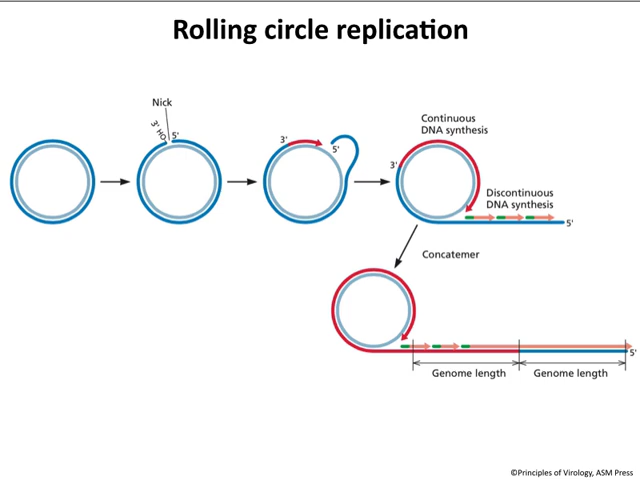 Rolling circle replication
Nick
3' HO
5'
3'
5'
Continuous
DNA synthesis
3'
Discontinuous
DNA synthesis
5'
Concatemer
5'
Genome length
Genome length
©Principles of Virology, ASM Press